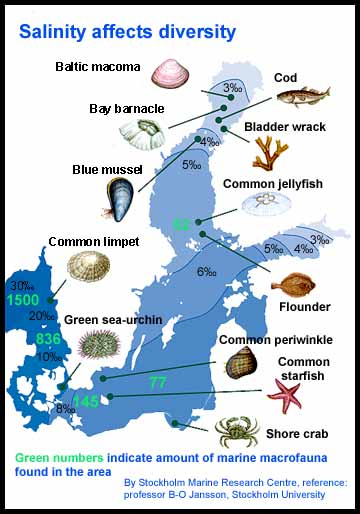 Salinity affects diversity
Baltic macoma
3‰
Cod
Bay barnacle
Bladder wrack
4‰
5‰
Blue mussel
Common jellyfish
52
Common limpet
5‰
4‰
3‰
6‰
30‰
1500
Flounder
20‰
Green sea-urchin
836
Common periwinkle
10‰
Common
starfish
77
145
8‰
Shore crab
Green numbers indicate amount of marine macrofauna
found in the area
By Stockholm Marine Research Centre, reference:
professor B-O Jansson, Stockholm University